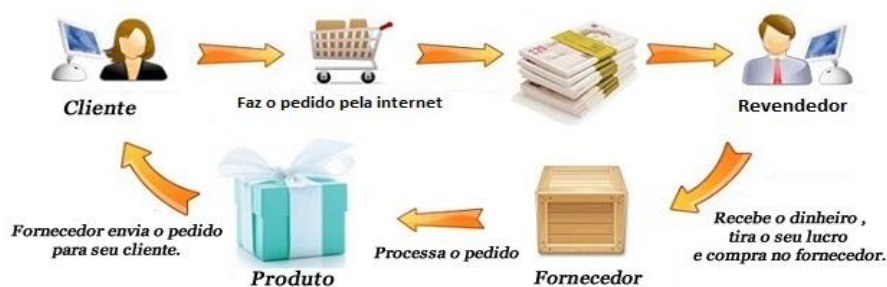 Cliente
Faz o pedido pela internet
Revendedor
Recebe o dinheiro ,
tira o seu lucro
e compra no fornecedor.
Fornecedor
Processa o pedido
Produto
Fornecedor envia o pedido
para seu cliente.